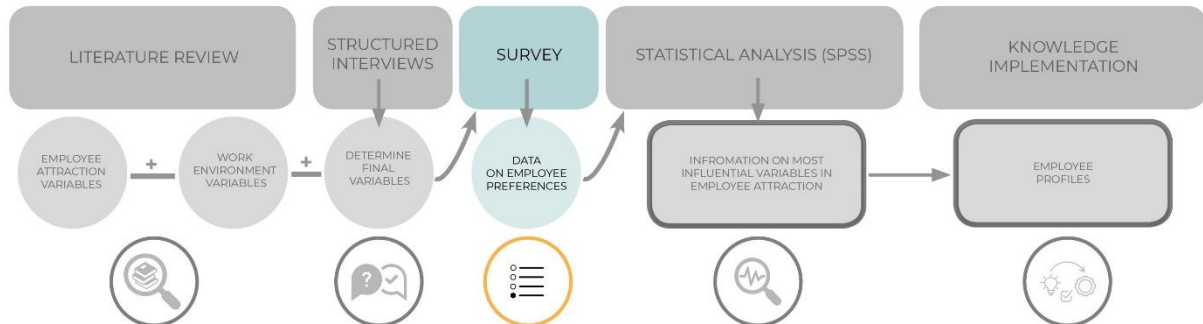 LITERATURE REVIEW
STRUCTURED
INTERVIEWS
SURVEY
STATISTICAL ANALYSIS (SPSS)
KNOWLEDGE
IMPLEMENTATION
EMPLOYEE
ATTRACTION
VARIABLES
+
WORK
ENVIRONMENT
VARIABLES
+
DETERMINE
FINAL
VARIABLES
DATA
ON EMPLOYEE
PREFERENCES
INFROMATION ON MOST
INFLUENTIAL VARIABLES IN
EMPLOYEE ATTRACTION
EMPLOYEE
PROFILES
?